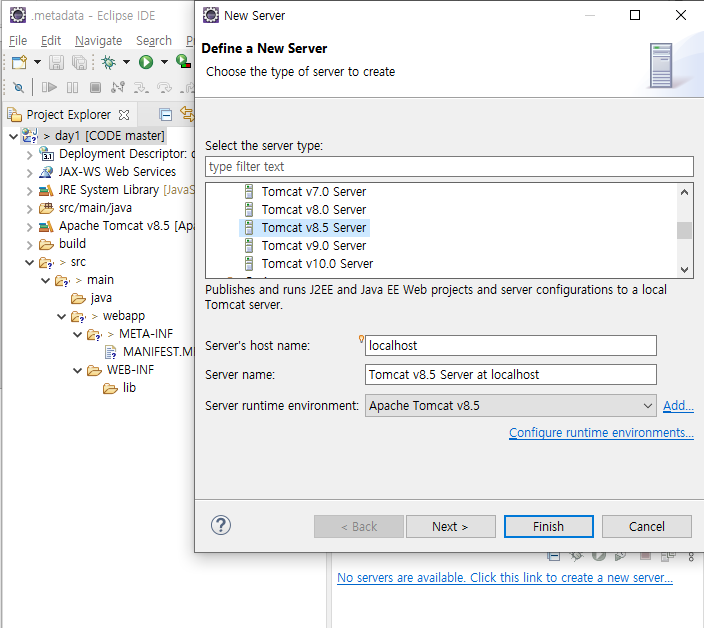 .metadata - Eclipse IDE
File Edit Navigate Search
Project Explorer
> day1 [CODE master]
Deployment Descriptor:
JAX-WS Web Services
JRE System Library
src/main/java
Apache Tomcat v8.5
build
> src
> main
java
> webapp
> META-INF
WEB-INF
lib
New Server
Define a New Server
Choose the type of server to create
Select the server type:
type filter text
Tomcat v7.0 Server
Tomcat v8.0 Server
Tomcat v8.5 Server
Tomcat v9.0 Server
Tomcat v10.0 Server
Publishes and runs J2EE and Java EE Web projects and server configurations to a local
Tomcat server.
Server's host name: localhost
Server name: Tomcat v8.5 Server at localhost
Server runtime environment: Apache Tomcat v8.5 Add...
Configure runtime environments...
? < Back Next > Finish Cancel
No servers are available. Click this link to create a new server...